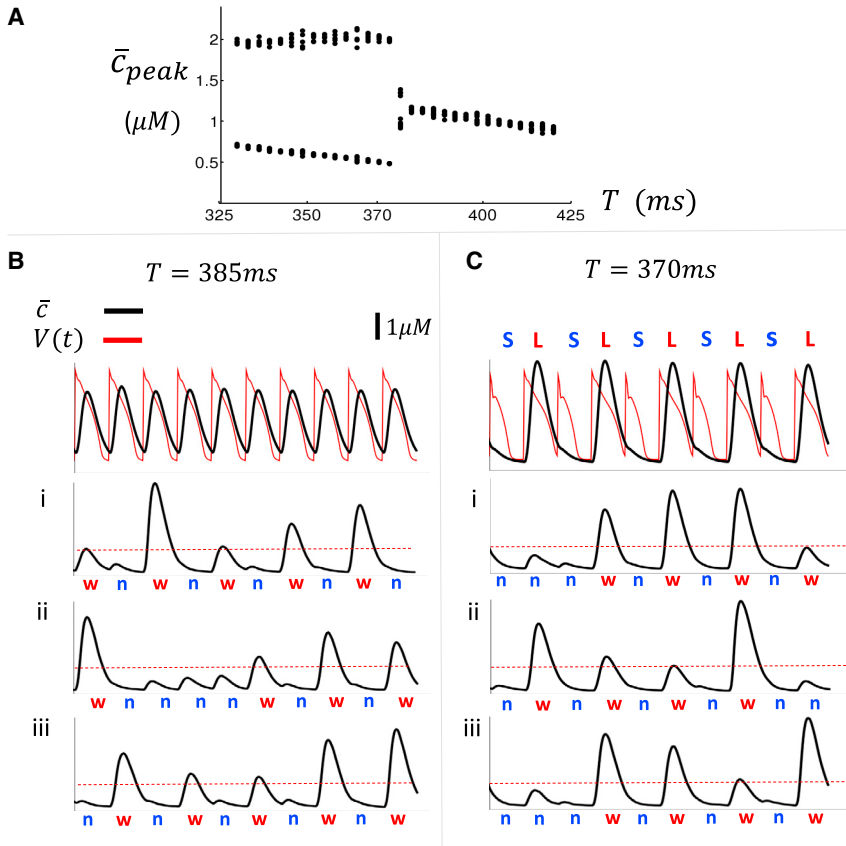 A
c̄peak
(μM)
2
1.5
1
0.5
325 350 370 400 425
T (ms)
B
T = 385ms
c̄
V(t)
1μM
i
w n w n w n w w n
ii
w n n n n w n w n w
iii
n w n w n w n w n w
C
T = 370ms
S L S L S L S L S L
i
n n n w n w n w n w
ii
n w n w n w n w n n
iii
n n n w n w n w n w